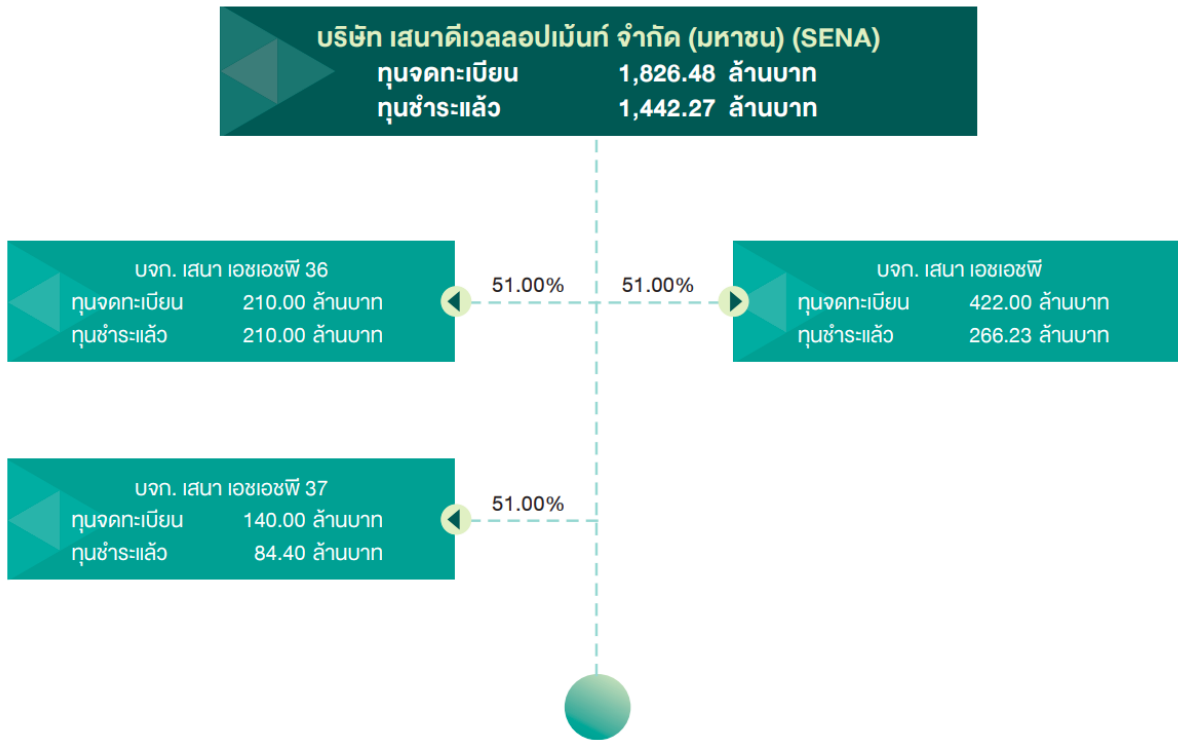 บริษัท เสนาดีเวลลอปเม้นท์ จำกัด (มหาชน) (SENA)
ทุนจดทะเบียน 1,826.48 ล้านบาท
ทุนชำระแล้ว 1,442.27 ล้านบาท
บจก. เสนา เอชเอชพี 36
ทุนจดทะเบียน 210.00 ล้านบาท
ทุนชำระแล้ว 210.00 ล้านบาท
51.00%
51.00%
บจก. เสนา เอชเอชพี
ทุนจดทะเบียน 422.00 ล้านบาท
ทุนชำระแล้ว 266.23 ล้านบาท
บจก. เสนา เอชเอชพี 37
ทุนจดทะเบียน 140.00 ล้านบาท
ทุนชำระแล้ว 84.40 ล้านบาท
51.00%